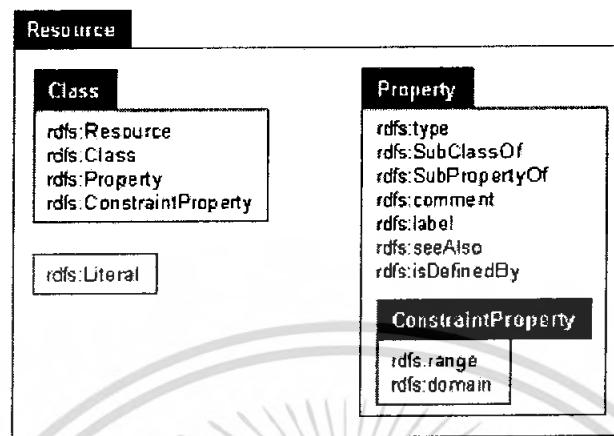 Resource
Class
rdfs:Resource
rdfs:Class
rdfs:Property
rdfs:ConstraintProperty
rdfs:Literal
Property
rdfs:type
rdfs:SubClassOf
rdfs:SubPropertyOf
rdfs:comment
rdfs:label
rdfs:seeAlso
rdfs:isDefinedBy
ConstraintProperty
rdfs:range
rdfs:domain